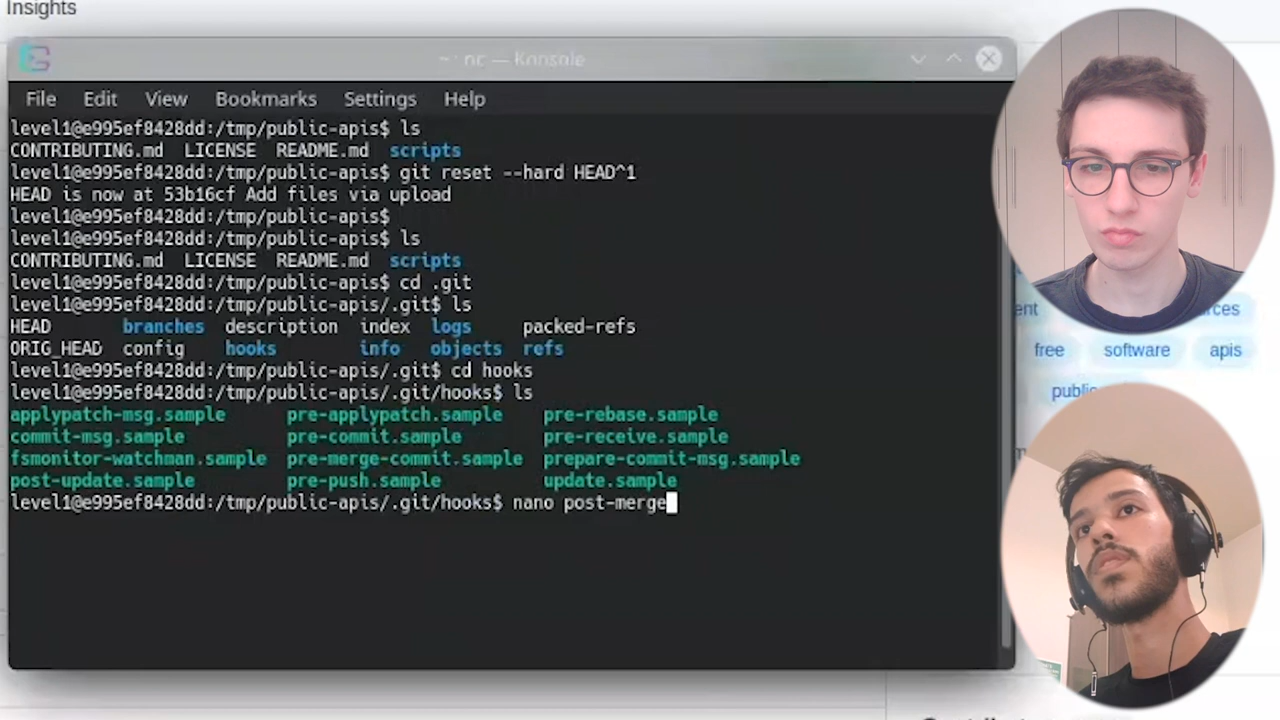 Insights
~ : nc — Konsole
File Edit View Bookmarks Settings Help
level1@e995ef8428dd:/tmp/public-apis$ ls
CONTRIBUTING.md LICENSE README.md scripts
level1@e995ef8428dd:/tmp/public-apis$ git reset --hard HEAD^1
HEAD is now at 53b16cf Add files via upload
level1@e995ef8428dd:/tmp/public-apis$
level1@e995ef8428dd:/tmp/public-apis$ ls
CONTRIBUTING.md LICENSE README.md scripts
level1@e995ef8428dd:/tmp/public-apis$ cd .git
level1@e995ef8428dd:/tmp/public-apis/.git$ ls
HEAD branches description index logs packed-refs
ORIG_HEAD config hooks info objects refs
level1@e995ef8428dd:/tmp/public-apis/.git$ cd hooks
level1@e995ef8428dd:/tmp/public-apis/.git/hooks$ ls
applypatch-msg.sample pre-applypatch.sample pre-rebase.sample
commit-msg.sample pre-commit.sample pre-receive.sample
fsmonitor-watchman.sample pre-merge-commit.sample prepare-commit-msg.sample
post-update.sample pre-push.sample update.sample
level1@e995ef8428dd:/tmp/public-apis/.git/hooks$ nano post-merge
free software apis